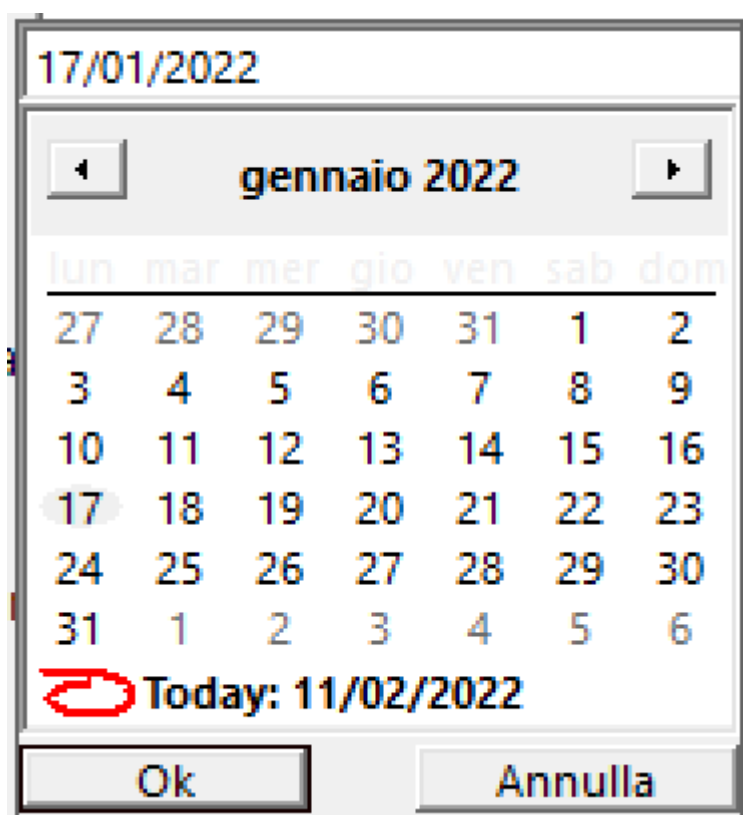 17/01/2022
gennaio 2022
lun mar mer gio ven sab dom
27 28 29 30 31 1 2
3 4 5 6 7 8 9
10 11 12 13 14 15 16
17 18 19 20 21 22 23
24 25 26 27 28 29 30
31 1 2 3 4 5 6
Today: 11/02/2022
Ok Annulla